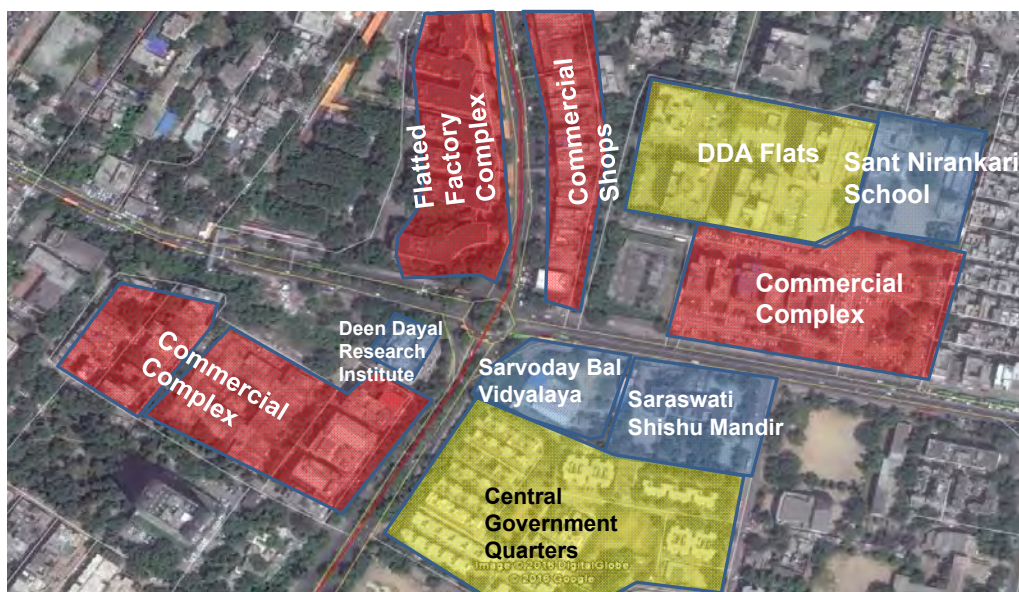 Flatted
Factory
Complex
Commercial
Shops
DDA Flats
Sant Nirankari
School
Commercial
Complex
Deen Dayal
Research
Institute
Commercial
Complex
Sarvoday Bal
Vidyalaya
Saraswati
Shishu Mandir
Central
Government
Quarters
Image © 2016 DigitalGlobe
© 2016 Google